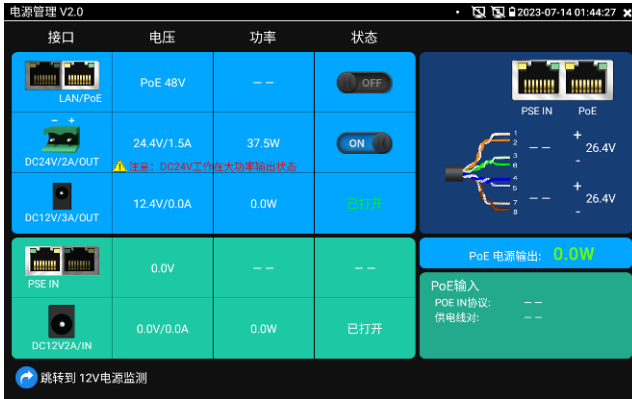 电源管理 V2.0
2023-07-14 01:44:27
接口 电压 功率 状态
LAN/PoE PoE 48V -- -- OFF
- +
DC24V/2A/OUT 24.4V/1.5A 37.5W ON
注意：DC24V工作在大功率输出状态
DC12V/3A/OUT 12.4V/0.0A 0.0W 已打开
PSE IN 0.0V -- -- -- --
DC12V2A/IN 0.0V/0.0A 0.0W 已打开
跳转到 12V电源监测
PSE IN PoE
1
2
3
6
+
-- -- 26.4V
-
4
5
7
8
+
-- -- 26.4V
-
PoE 电源输出: 0.0W
PoE输入
POE IN协议: -- --
供电线对: -- --